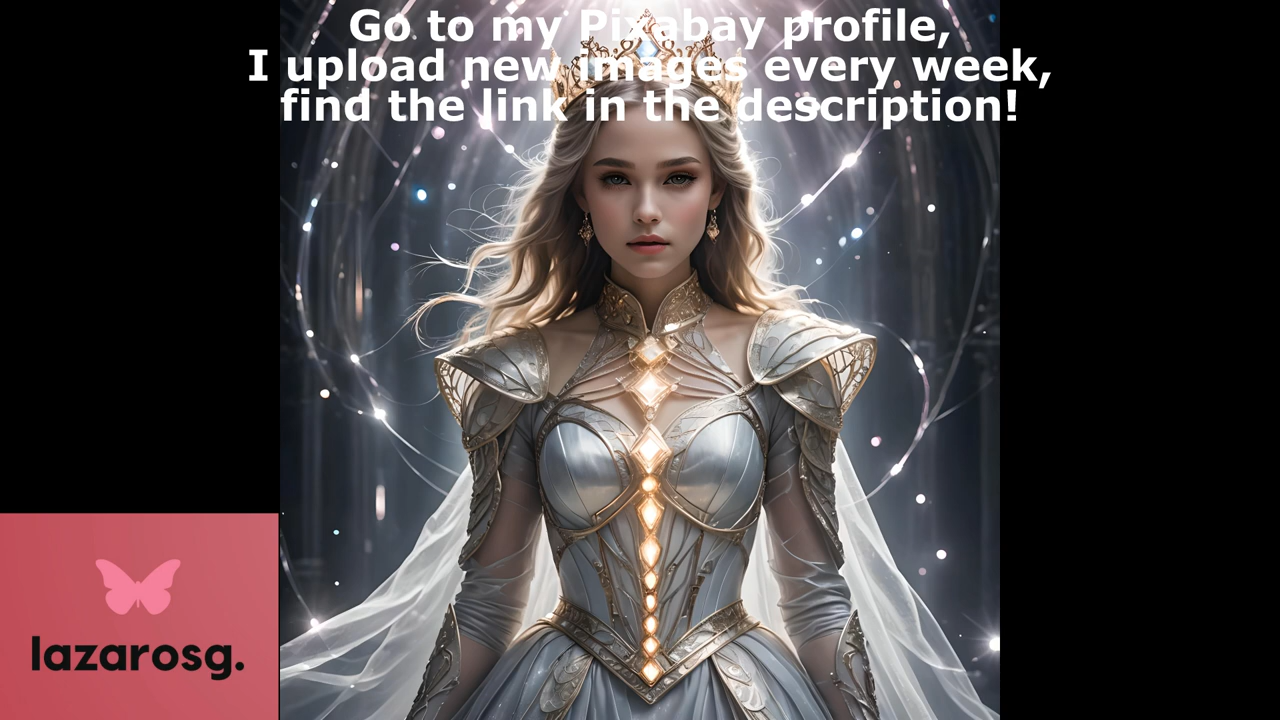 Go to my Pixabay profile,
I upload new images every week,
find the link in the description!
lazarosg.